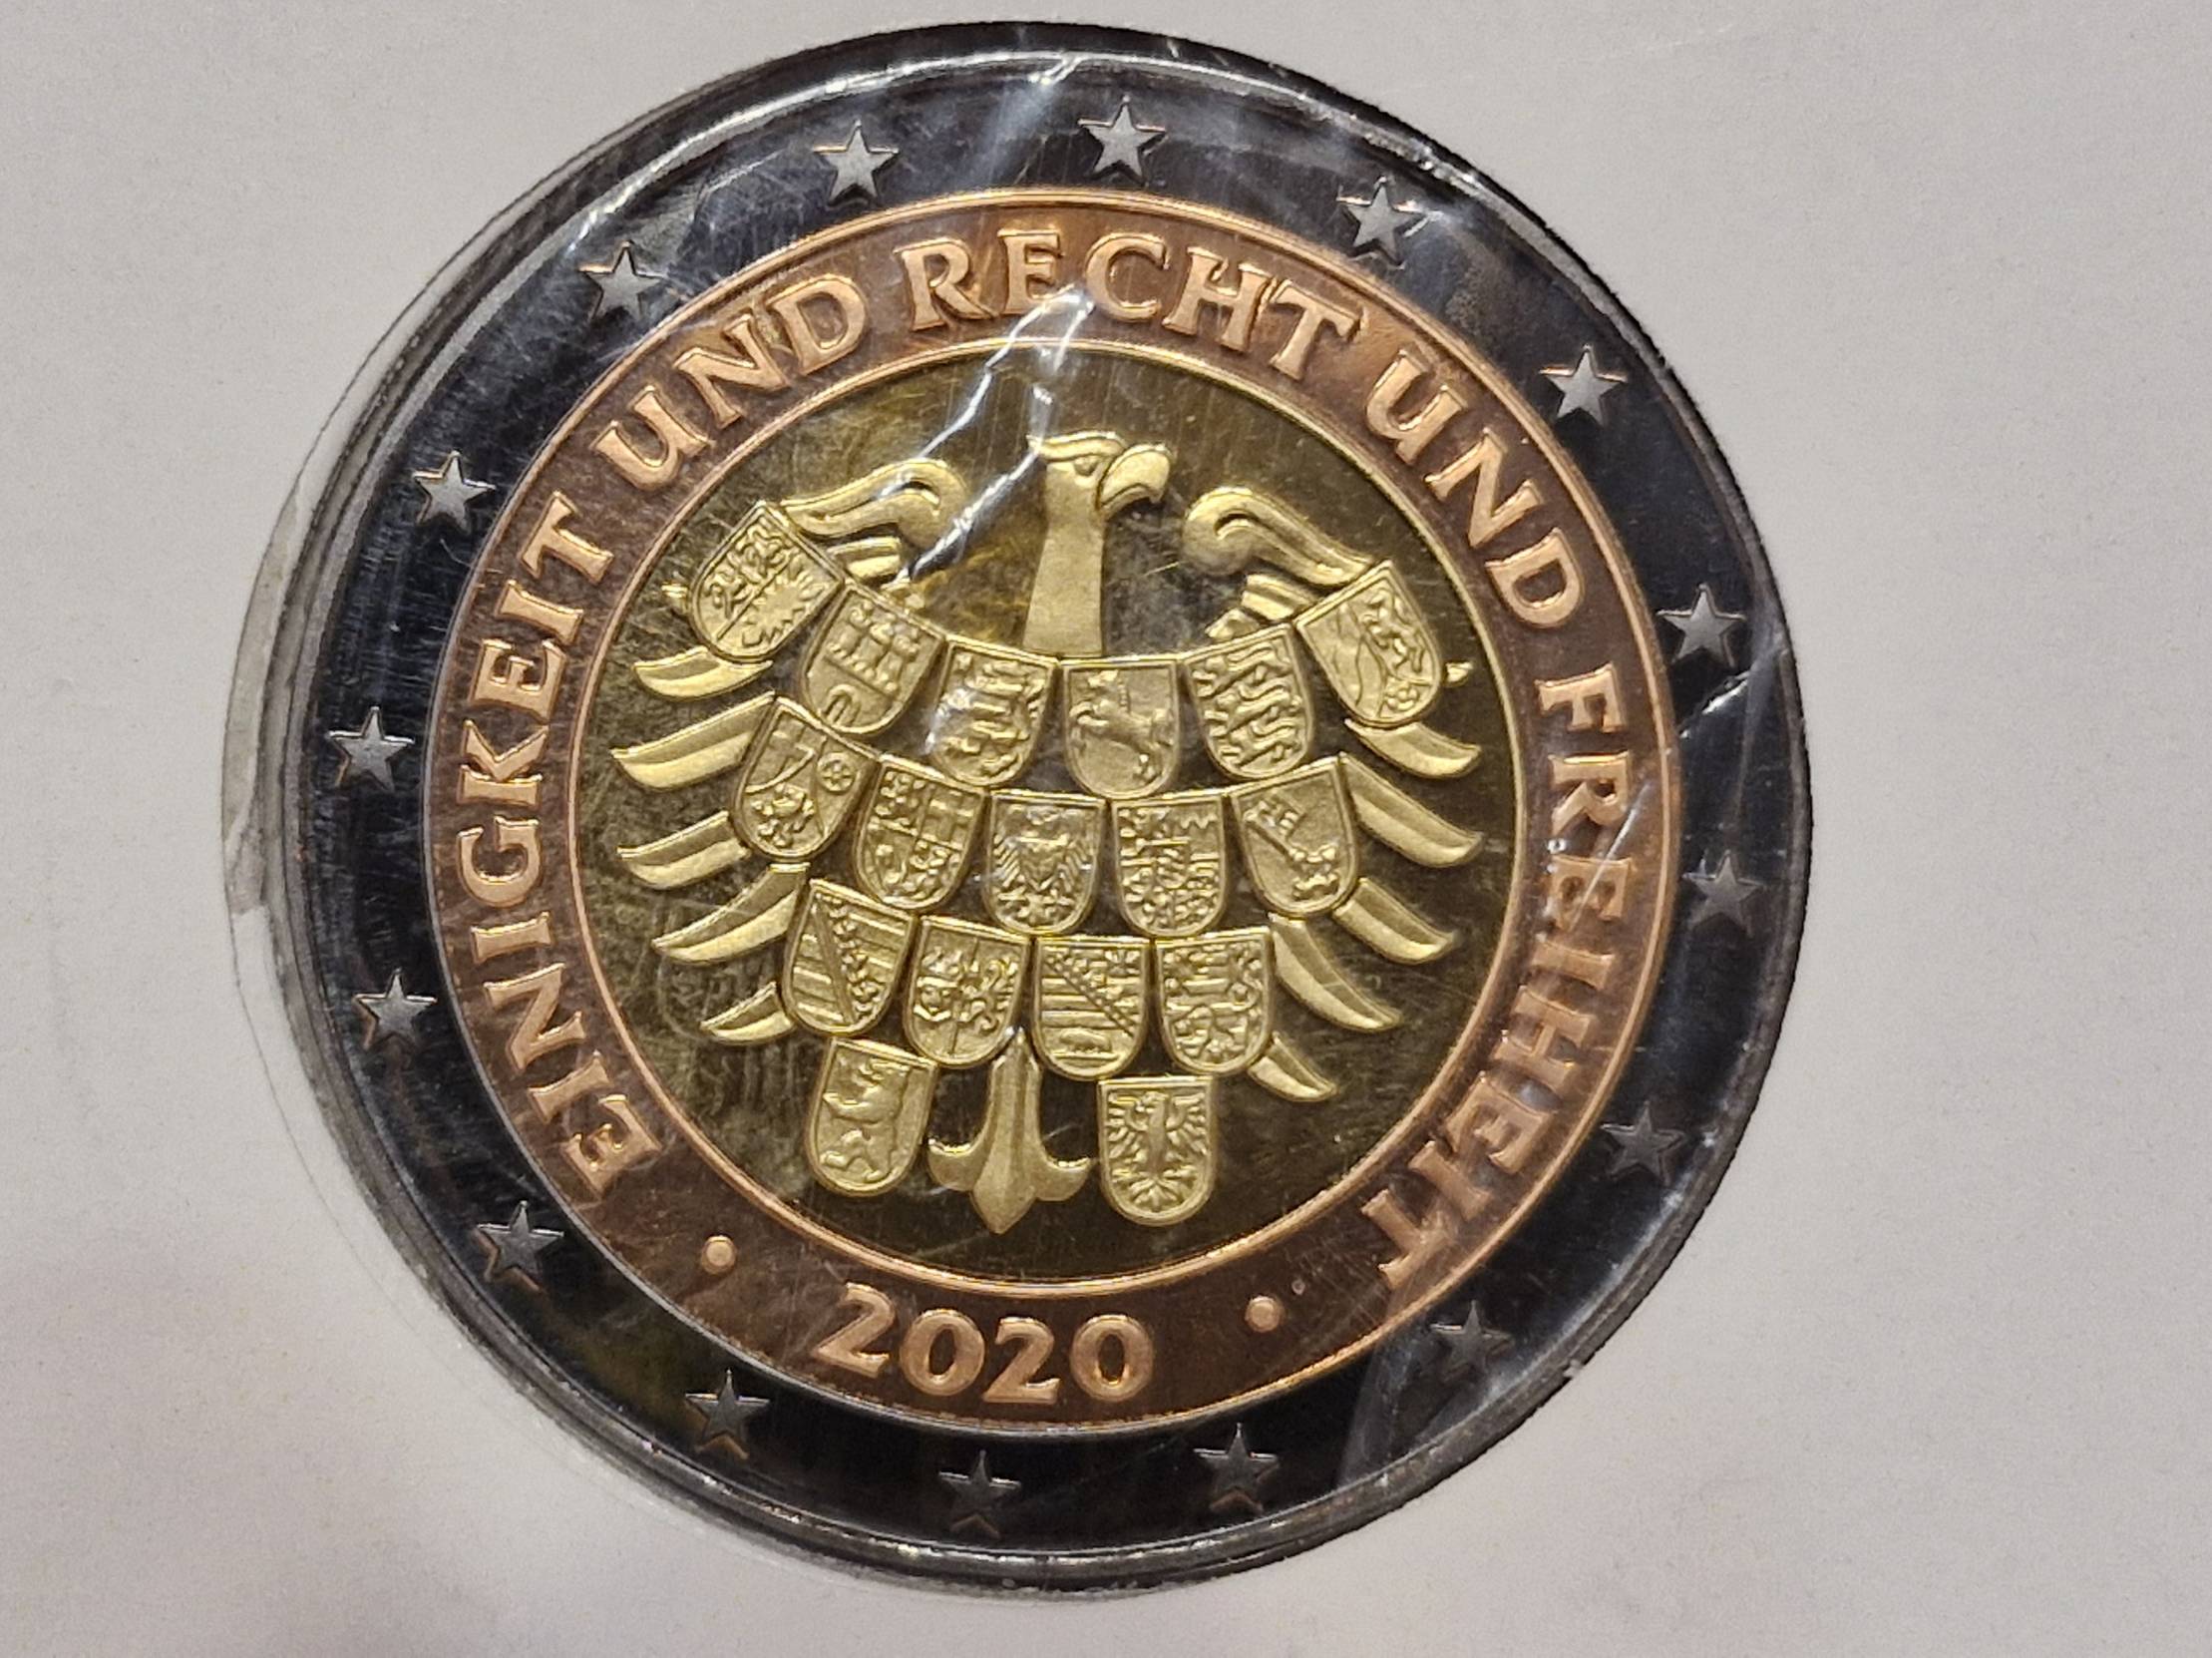 EINIGKEIT UND RECHT UND FREIHEIT
• 2020 •